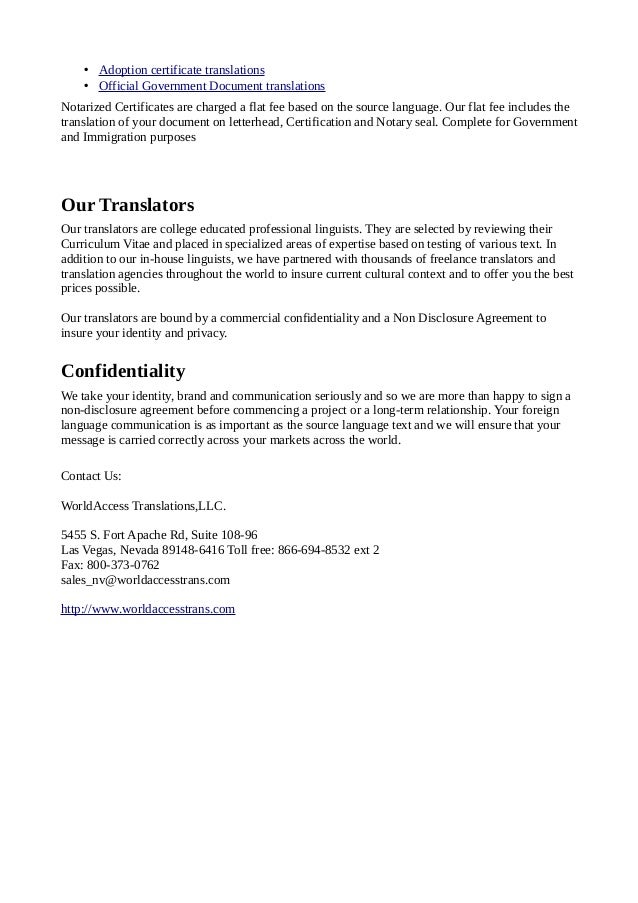 • Adoption certificate translations
• Official Government Document translations
Notarized Certificates are charged a flat fee based on the source language. Our flat fee includes the
translation of your document on letterhead, Certification and Notary seal. Complete for Government
and Immigration purposes
Our Translators
Our translators are college educated professional linguists. They are selected by reviewing their
Curriculum Vitae and placed in specialized areas of expertise based on testing of various text. In
addition to our in-house linguists, we have partnered with thousands of freelance translators and
translation agencies throughout the world to insure current cultural context and to offer you the best
prices possible.
Our translators are bound by a commercial confidentiality and a Non Disclosure Agreement to
insure your identity and privacy.
Confidentiality
We take your identity, brand and communication seriously and so we are more than happy to sign a
non-disclosure agreement before commencing a project or a long-term relationship. Your foreign
language communication is as important as the source language text and we will ensure that your
message is carried correctly across your markets across the world.
Contact Us:
WorldAccess Translations,LLC.
5455 S. Fort Apache Rd, Suite 108-96
Las Vegas, Nevada 89148-6416 Toll free: 866-694-8532 ext 2
Fax: 800-373-0762
sales_nv@worldaccesstrans.com
http://www.worldaccesstrans.com